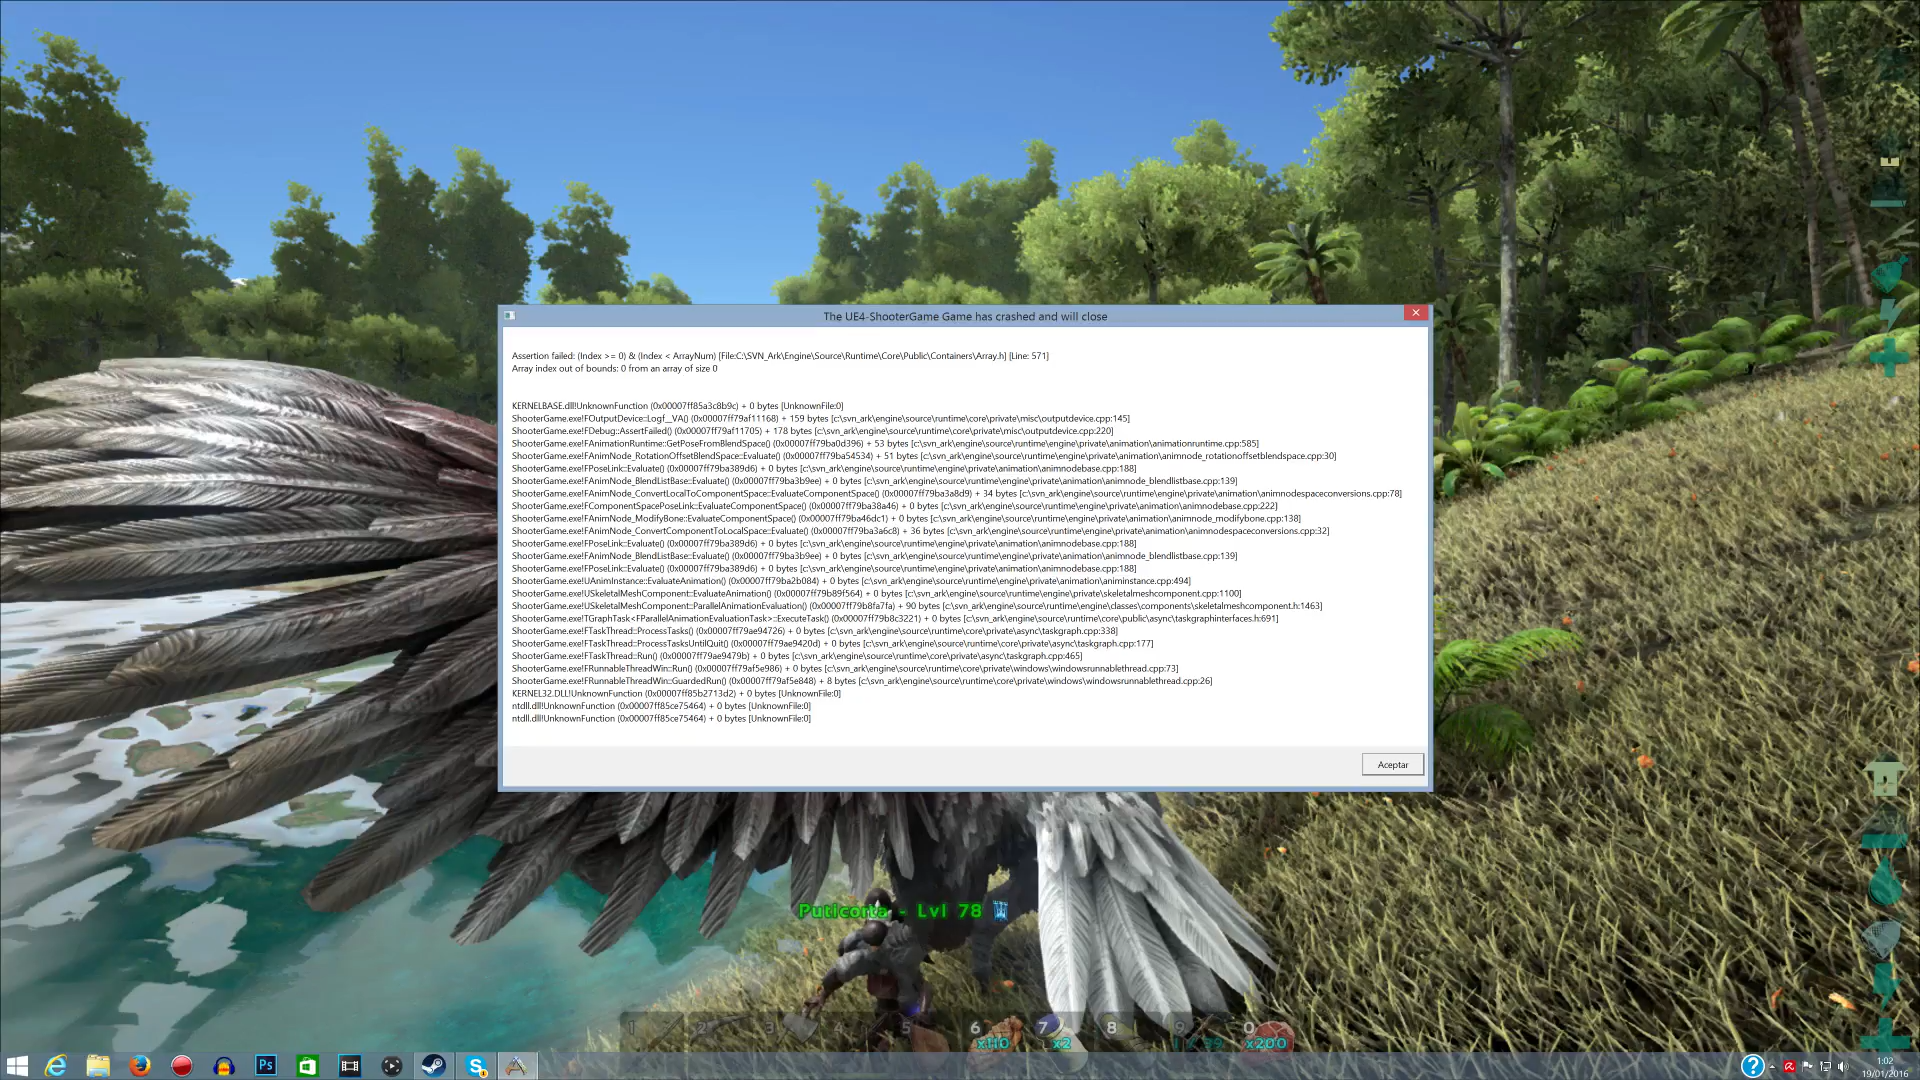 The UE4-ShooterGame Game has crashed and will close
Assertion failed: (Index >= 0) & (Index < ArrayNum) [File:C:\SVN_Ark\Engine\Source\Runtime\Core\Public\Containers\Array.h] [Line: 571]
Array index out of bounds: 0 from an array of size 0
KERNELBASE.dll!UnknownFunction (0x00007ff85a3c8b9c) + 0 bytes [UnknownFile:0]
ShooterGame.exe!FOutputDevice::Logf__VA() (0x00007ff79af11168) + 159 bytes [c:\svn_ark\engine\source\runtime\core\private\misc\outputdevice.cpp:145]
ShooterGame.exe!FDebug::AssertFailed() (0x00007ff79af11705) + 178 bytes [c:\svn_ark\engine\source\runtime\core\private\misc\outputdevice.cpp:220]
ShooterGame.exe!FAnimationRuntime::GetPoseFromBlendSpace() (0x00007ff79ba0d396) + 53 bytes [c:\svn_ark\engine\source\runtime\engine\private\animation\animationruntime.cpp:585]
ShooterGame.exe!FAnimNode_RotationOffsetBlendSpace::Evaluate() (0x00007ff79ba54534) + 51 bytes [c:\svn_ark\engine\source\runtime\engine\private\animation\animnode_rotationoffsetblendspace.cpp:30]
ShooterGame.exe!FPoseLink::Evaluate() (0x00007ff79ba389d6) + 0 bytes [c:\svn_ark\engine\source\runtime\engine\private\animation\animnodebase.cpp:188]
ShooterGame.exe!FAnimNode_BlendListBase::Evaluate() (0x00007ff79ba3b9ee) + 0 bytes [c:\svn_ark\engine\source\runtime\engine\private\animation\animnode_blendlistbase.cpp:139]
ShooterGame.exe!FAnimNode_ConvertLocalToComponentSpace::EvaluateComponentSpace() (0x00007ff79ba3a8d9) + 34 bytes [c:\svn_ark\engine\source\runtime\engine\private\animation\animnodespaceconversions.cpp:78]
ShooterGame.exe!FComponentSpacePoseLink::EvaluateComponentSpace() (0x00007ff79ba38a46) + 0 bytes [c:\svn_ark\engine\source\runtime\engine\private\animation\animnodebase.cpp:222]
ShooterGame.exe!FAnimNode_ModifyBone::EvaluateComponentSpace() (0x00007ff79ba46dc1) + 0 bytes [c:\svn_ark\engine\source\runtime\engine\private\animation\animnode_modifybone.cpp:138]
ShooterGame.exe!FAnimNode_ConvertComponentToLocalSpace::Evaluate() (0x00007ff79ba3a6c8) + 36 bytes [c:\svn_ark\engine\source\runtime\engine\private\animation\animnodespaceconversions.cpp:32]
ShooterGame.exe!FPoseLink::Evaluate() (0x00007ff79ba389d6) + 0 bytes [c:\svn_ark\engine\source\runtime\engine\private\animation\animnodebase.cpp:188]
ShooterGame.exe!FAnimNode_BlendListBase::Evaluate() (0x00007ff79ba3b9ee) + 0 bytes [c:\svn_ark\engine\source\runtime\engine\private\animation\animnode_blendlistbase.cpp:139]
ShooterGame.exe!FPoseLink::Evaluate() (0x00007ff79ba389d6) + 0 bytes [c:\svn_ark\engine\source\runtime\engine\private\animation\animnodebase.cpp:188]
ShooterGame.exe!UAnimInstance::EvaluateAnimation() (0x00007ff79ba2b084) + 0 bytes [c:\svn_ark\engine\source\runtime\engine\private\animation\animinstance.cpp:494]
ShooterGame.exe!USkeletalMeshComponent::EvaluateAnimation() (0x00007ff79b89f564) + 0 bytes [c:\svn_ark\engine\source\runtime\engine\private\skeletalmeshcomponent.cpp:1100]
ShooterGame.exe!USkeletalMeshComponent::ParallelAnimationEvaluation() (0x00007ff79b8fa7fa) + 90 bytes [c:\svn_ark\engine\source\runtime\engine\classes\components\skeletalmeshcomponent.h:1463]
ShooterGame.exe!TGraphTask<FParallelAnimationEvaluationTask>::ExecuteTask() (0x00007ff79b8c3221) + 0 bytes [c:\svn_ark\engine\source\runtime\core\public\async\taskgraphinterfaces.h:691]
ShooterGame.exe!FTaskThread::ProcessTasks() (0x00007ff79ae94726) + 0 bytes [c:\svn_ark\engine\source\runtime\core\private\async\taskgraph.cpp:338]
ShooterGame.exe!FTaskThread::ProcessTasksUntilQuit() (0x00007ff79ae9420d) + 0 bytes [c:\svn_ark\engine\source\runtime\core\private\async\taskgraph.cpp:177]
ShooterGame.exe!FTaskThread::Run() (0x00007ff79ae9479b) + 0 bytes [c:\svn_ark\engine\source\runtime\core\private\async\taskgraph.cpp:465]
ShooterGame.exe!FRunnableThreadWin::Run() (0x00007ff79af5e986) + 0 bytes [c:\svn_ark\engine\source\runtime\core\private\windows\windowsrunnablethread.cpp:73]
ShooterGame.exe!FRunnableThreadWin::GuardedRun() (0x00007ff79af5e848) + 8 bytes [c:\svn_ark\engine\source\runtime\core\private\windows\windowsrunnablethread.cpp:26]
KERNEL32.DLL!UnknownFunction (0x00007ff85b2713d2) + 0 bytes [UnknownFile:0]
ntdll.dll!UnknownFunction (0x00007ff85ce75464) + 0 bytes [UnknownFile:0]
ntdll.dll!UnknownFunction (0x00007ff85ce75464) + 0 bytes [UnknownFile:0]
Aceptar
Puticorta - Lvl 78
1 2 3 4 5 6 7 8 9 0
x110 x2 x200
Ps
1:02
19/01/2016